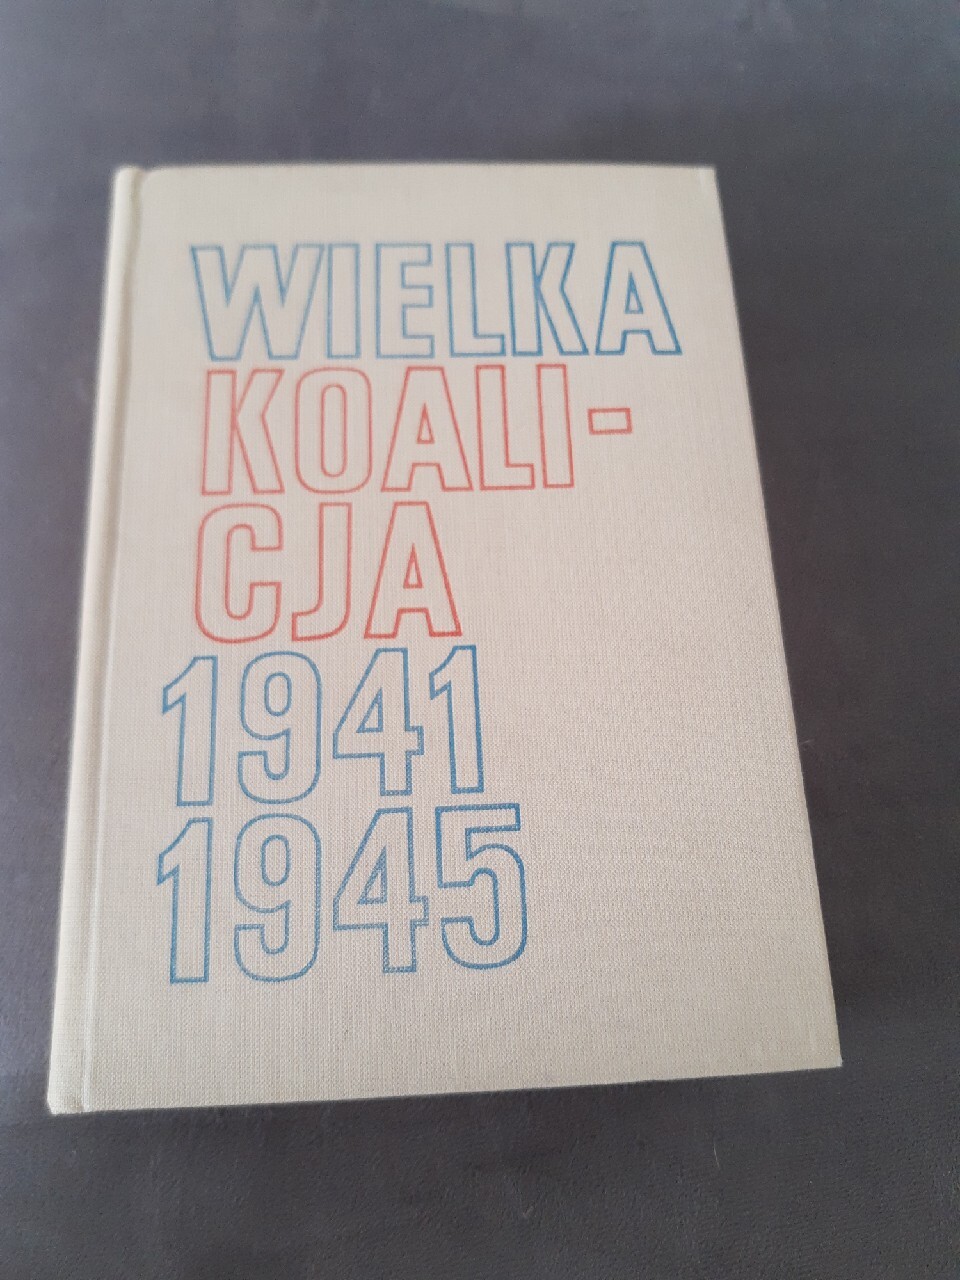 WIELKA
KOALI-
CJA
1941
1945